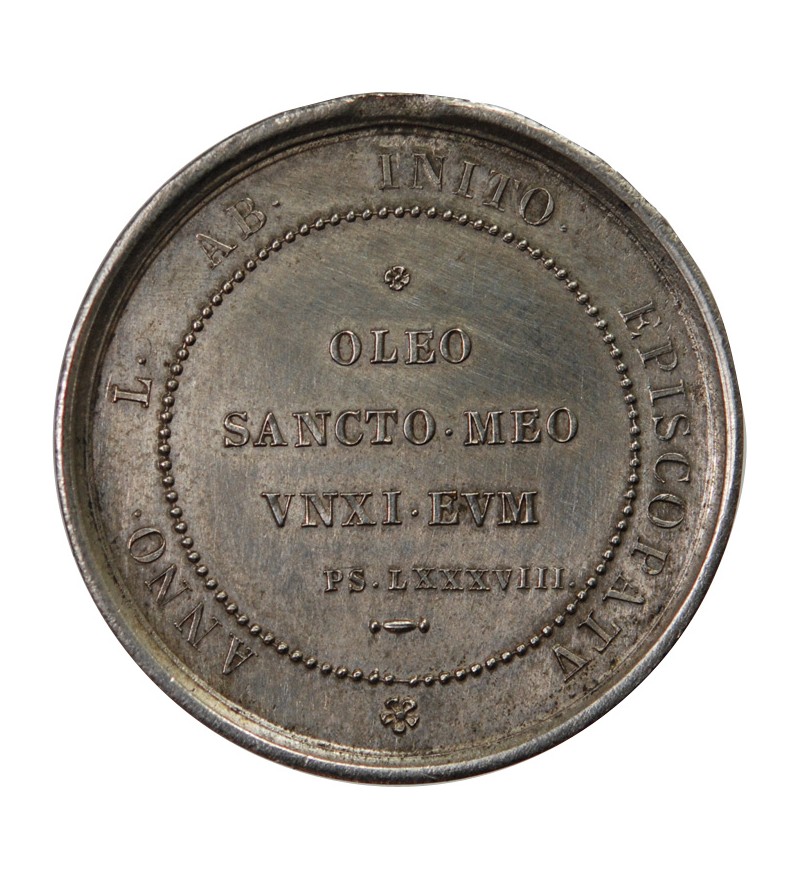 ANNO. L. AB. INITO. EPISCOPATV
OLEO
SANCTO · MEO
VNXI · EVM
PS. LXXXVIII.